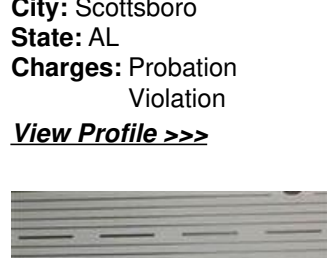 City: Scottsboro
State: AL
Charges: Probation
Violation
View Profile >>>